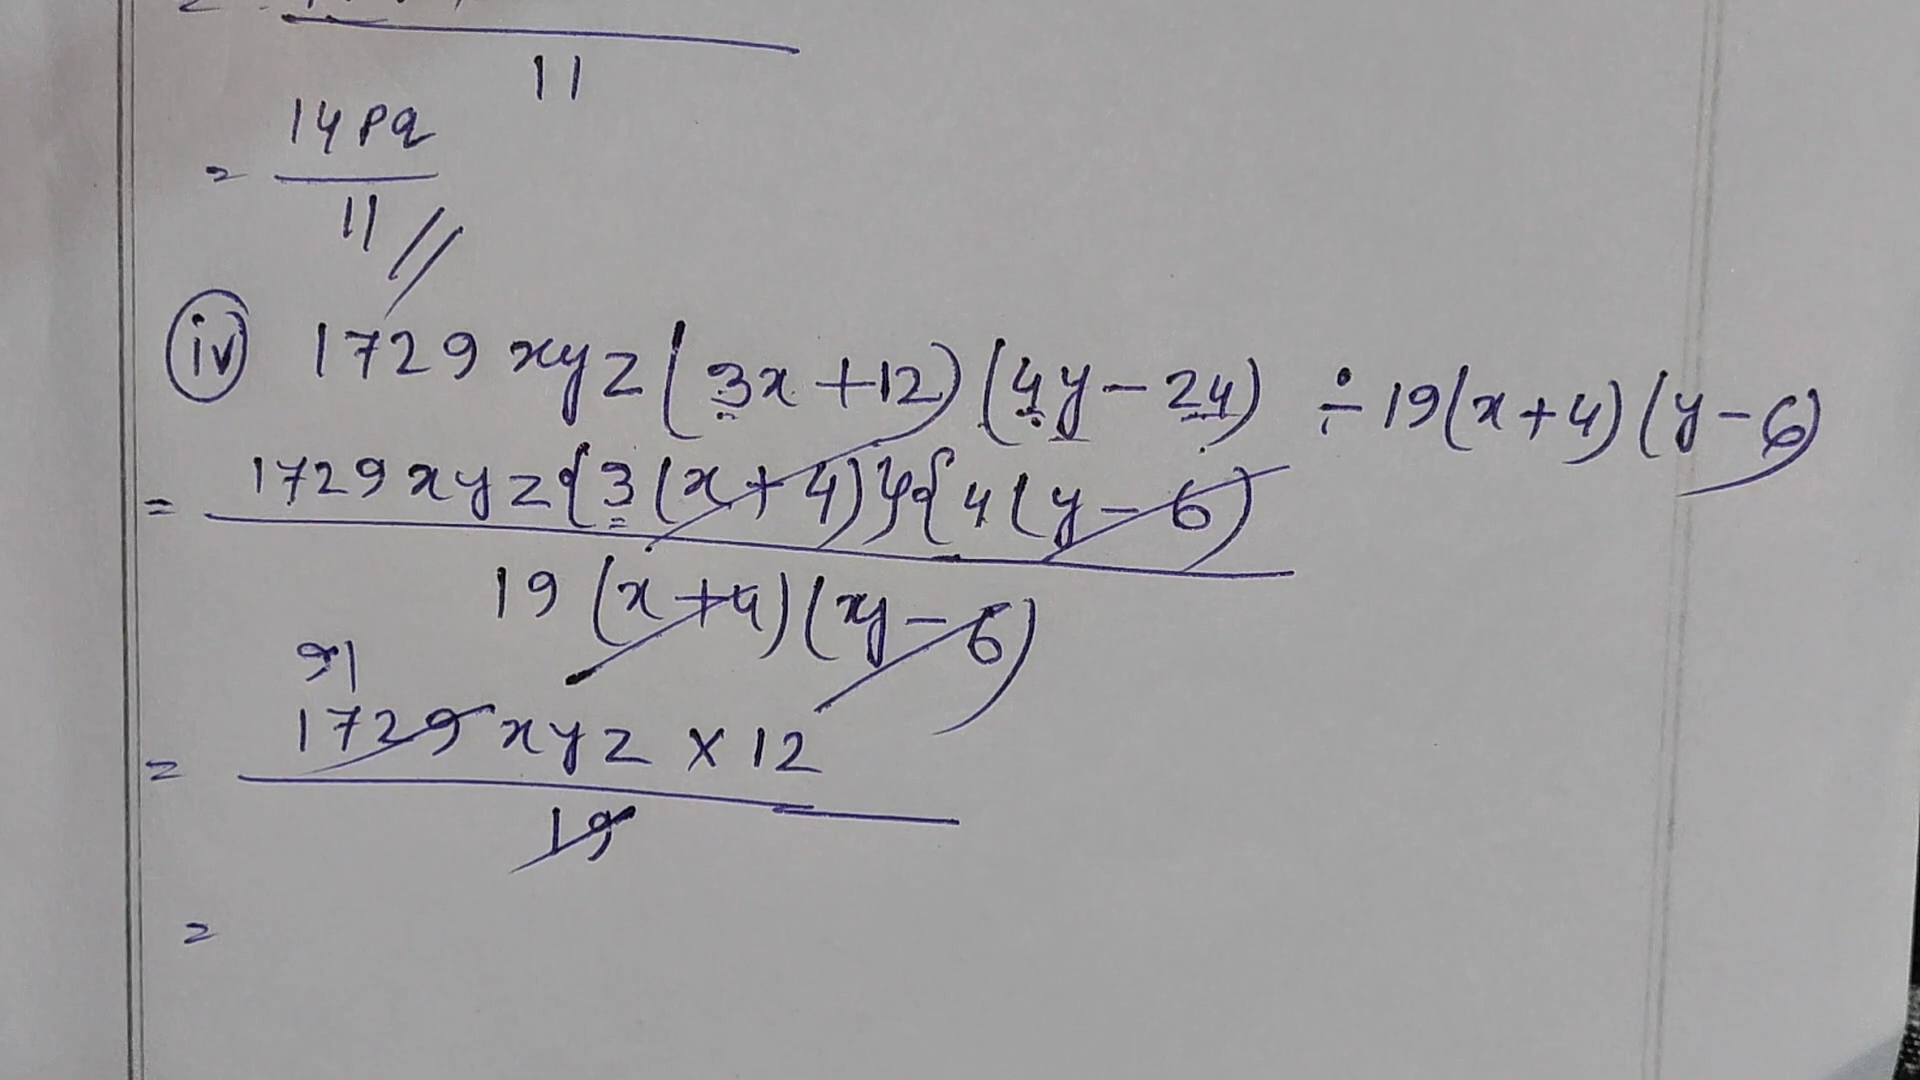 11
14pq
=
11
(iv) 1729 xyz (3x+12) (4y-24) ÷ 19(x+4) (y-6)
= 1729 xyz {3 (x+4)} {4 (y-6)
19 (x+4) (xy-6)
91
= 1729 xyz × 12
19
=